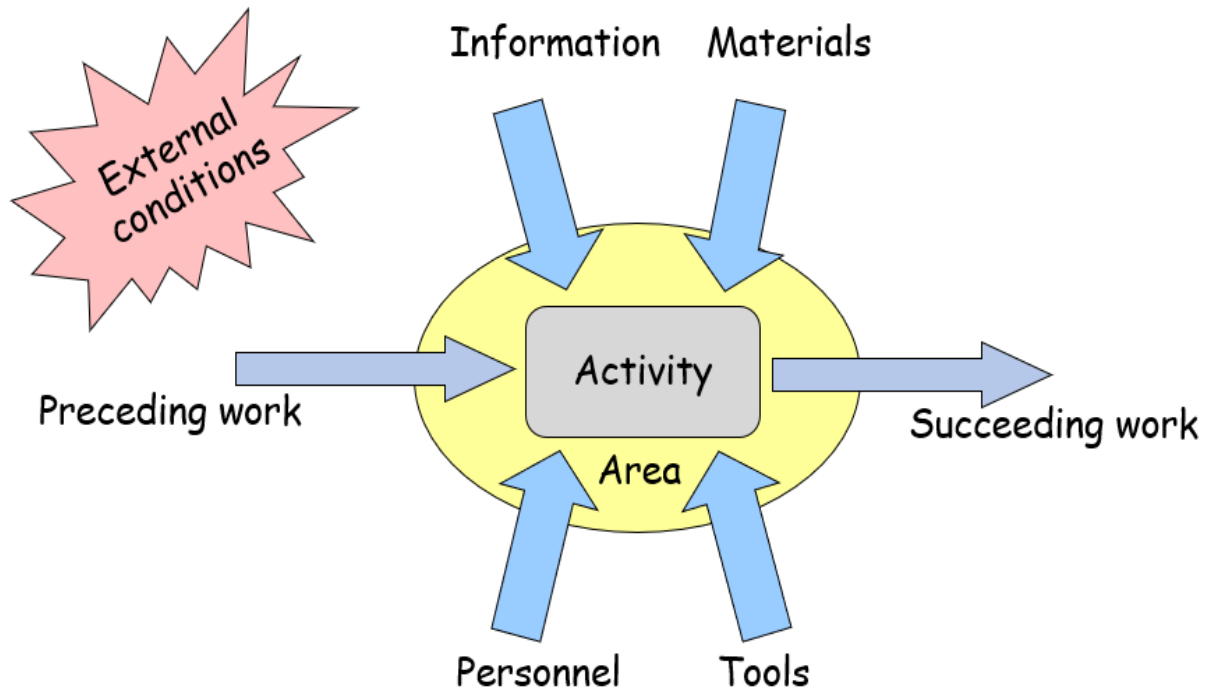 Information
Materials
External
conditions
Activity
Preceding work
Succeeding work
Area
Personnel
Tools